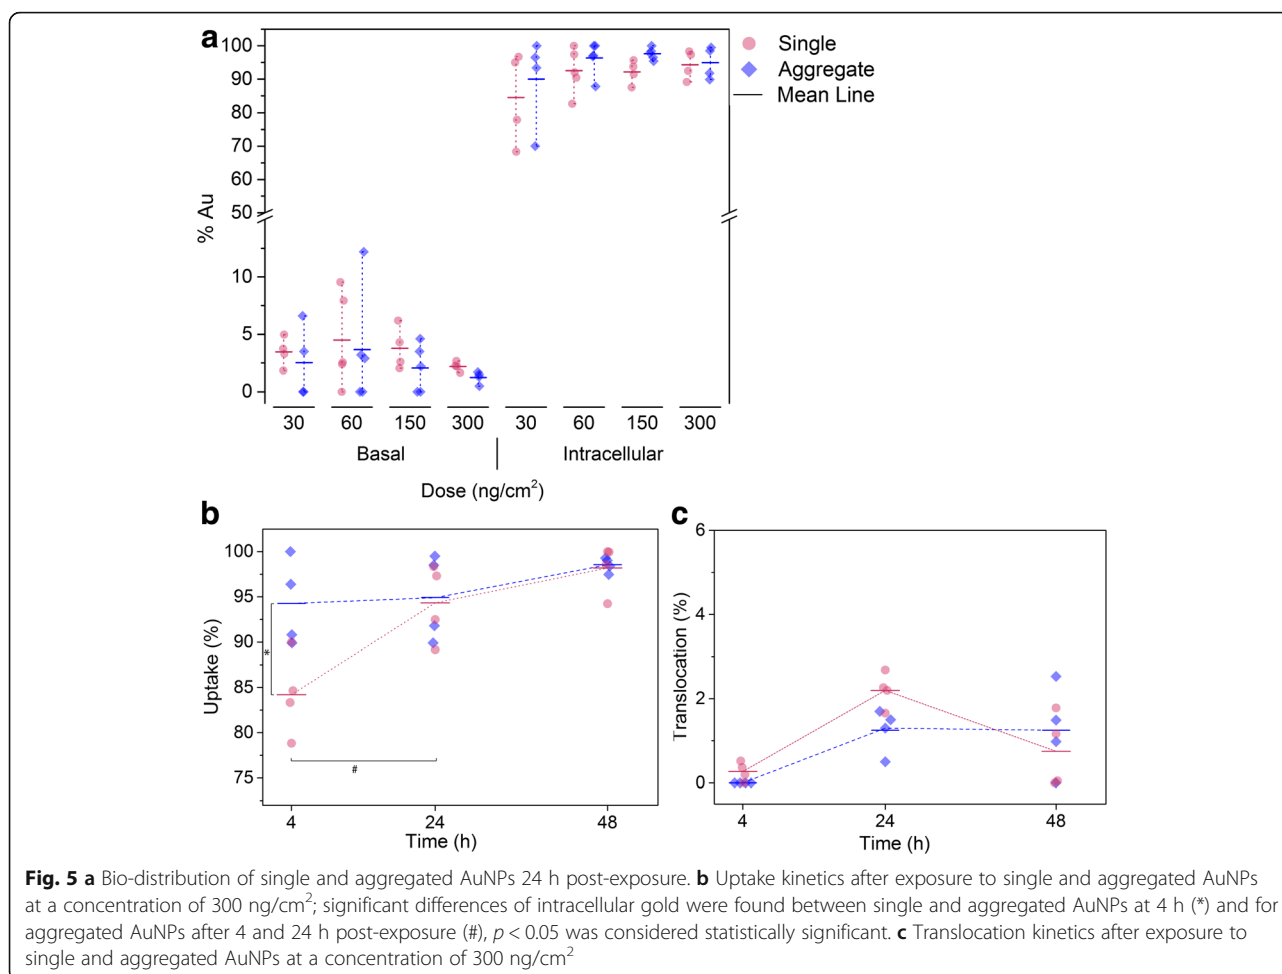 a
Single
Aggregate
Mean Line
% Au
100
90
80
70
60
50
10
5
0
30 60 150 300 30 60 150 300
Basal Intracellular
Dose (ng/cm²)
b
Uptake (%)
100
95
90
85
80
75
*
#
4 24 48
Time (h)
c
Translocation (%)
6
4
2
0
4 24 48
Time (h)
Fig. 5 a Bio-distribution of single and aggregated AuNPs 24 h post-exposure. b Uptake kinetics after exposure to single and aggregated AuNPs
at a concentration of 300 ng/cm²; significant differences of intracellular gold were found between single and aggregated AuNPs at 4 h (*) and for
aggregated AuNPs after 4 and 24 h post-exposure (#), p < 0.05 was considered statistically significant. c Translocation kinetics after exposure to
single and aggregated AuNPs at a concentration of 300 ng/cm²